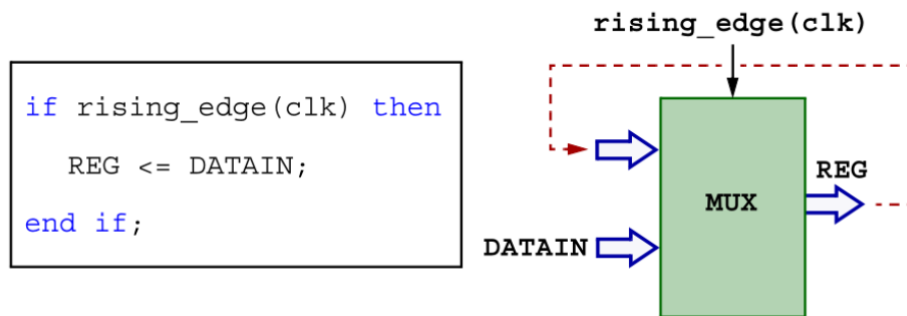 if rising_edge(clk) then
REG <= DATAIN;
end if;
rising_edge(clk)
REG
MUX
DATAIN